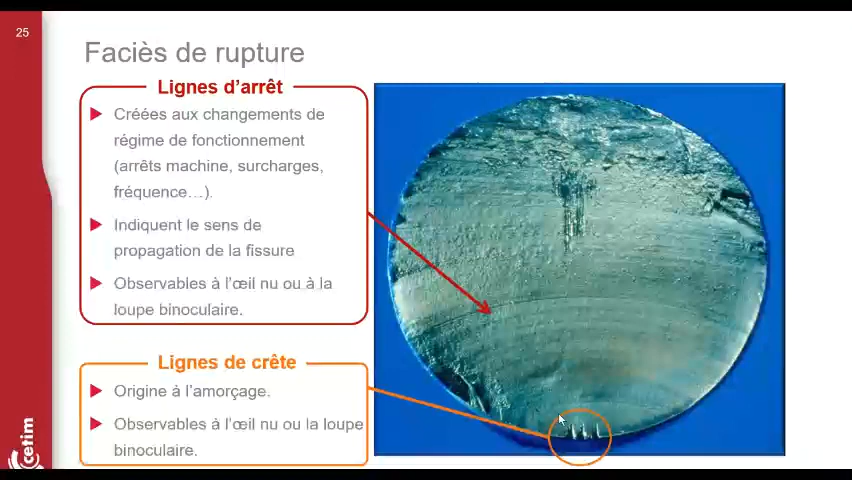 25
Faciès de rupture
Lignes d'arrêt
Créées aux changements de
régime de fonctionnement
(arrêts machine, surcharges,
fréquence…).
Indiquent le sens de
propagation de la fissure
Observables à l'œil nu ou à la
loupe binoculaire.
Lignes de crête
Origine à l'amorçage.
Observables à l'œil nu ou la loupe
binoculaire.
cetim